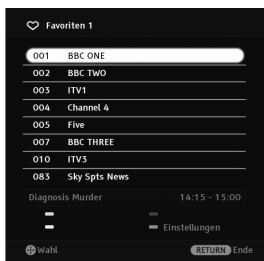 Favoriten 1
001 BBC ONE
002 BBC TWO
003 ITV1
004 Channel 4
005 Five
007 BBC THREE
010 ITV3
083 Sky Spts News
Diagnosis Murder 14:15 - 15:00
Einstellungen
Wahl RETURN Ende